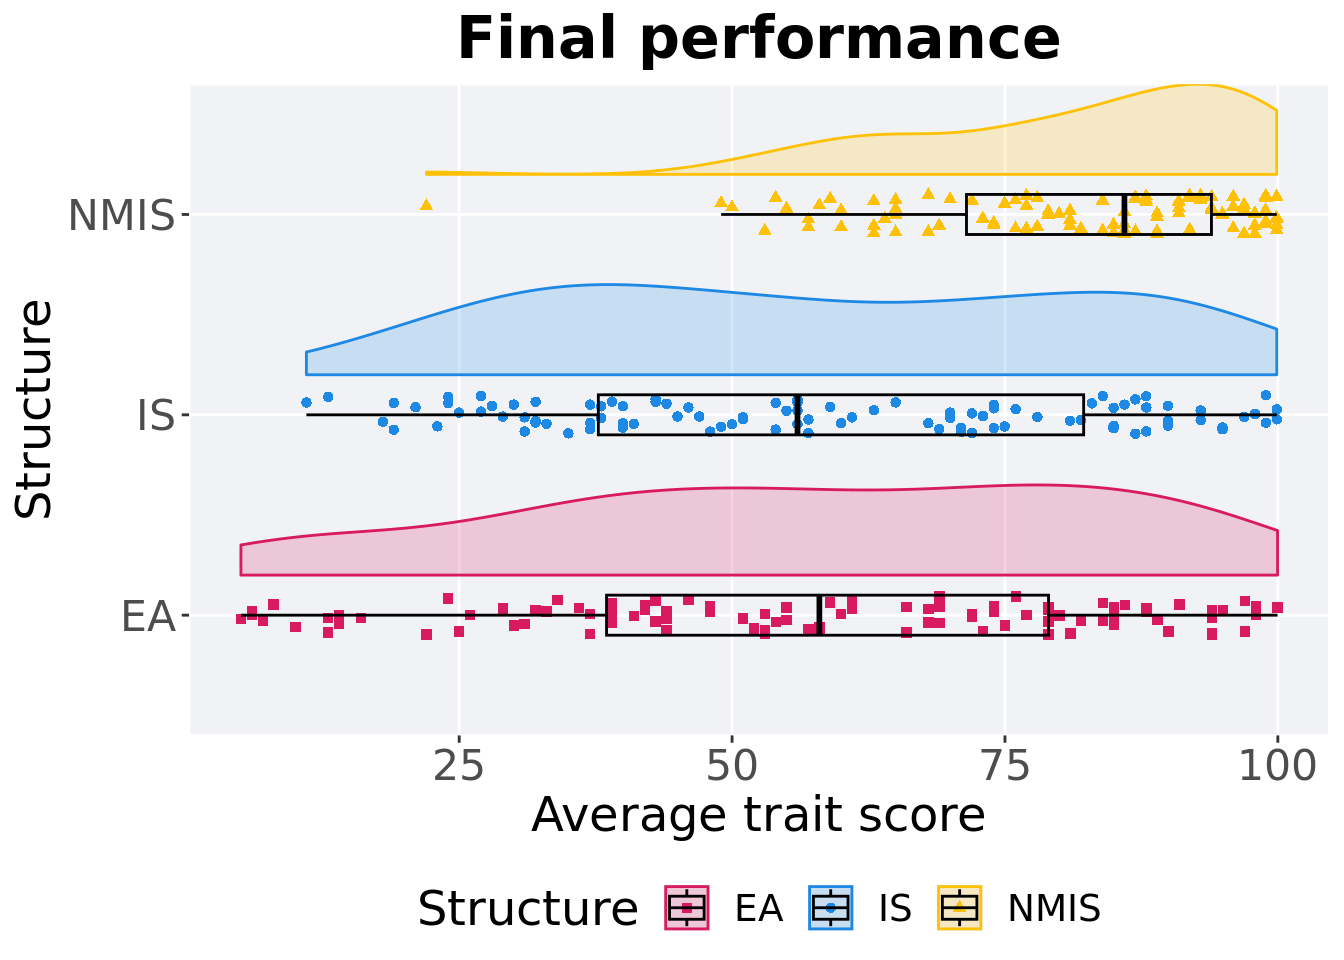 Final performance
Structure
NMIS
IS
EA
25 50 75 100
Average trait score
Structure EA IS NMIS